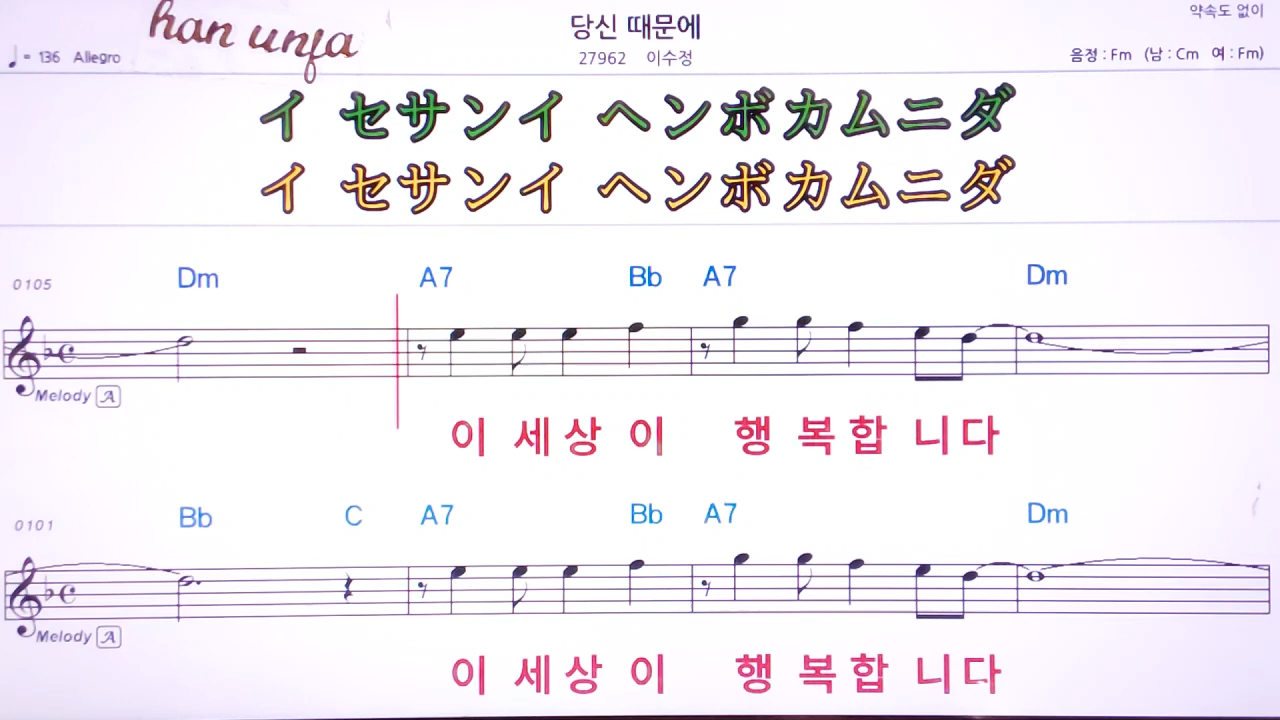 han unja
당신 때문에
약속도 없이
♩= 136 Allegro
27962 이수정
음정 : Fm (남 : Cm 여 : Fm)
イ セサンイ ヘンボカムニダ
イ セサンイ ヘンボカムニダ
0105 Dm A7 Bb A7 Dm
Melody A
이 세 상 이 행 복 합 니 다
0101 Bb C A7 Bb A7 Dm
Melody A
이 세 상 이 행 복 합 니 다